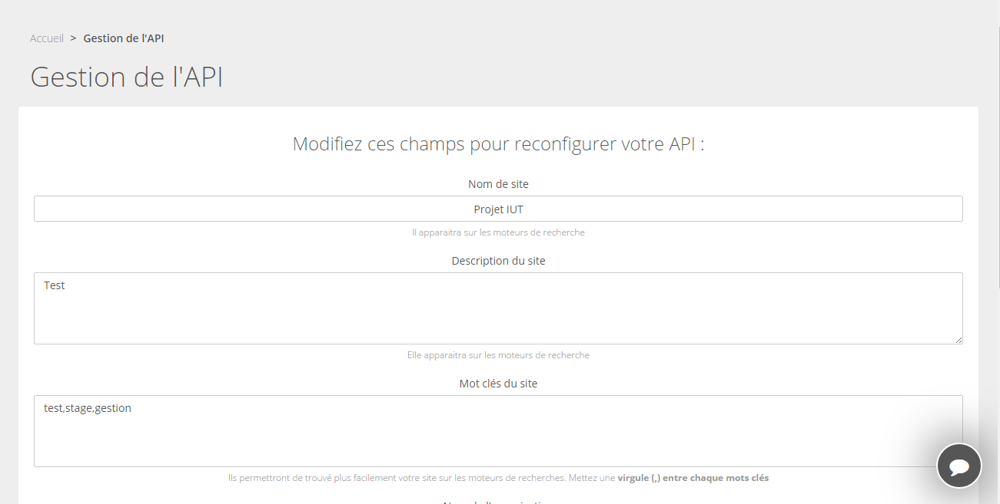 Accueil > Gestion de l'API
Gestion de l'API
Modifiez ces champs pour reconfigurer votre API :
Nom de site
Projet IUT
Il apparaitra sur les moteurs de recherche
Description du site
Test
Elle apparaitra sur les moteurs de recherche
Mot clés du site
test,stage,gestion
Ils permettront de trouvé plus facilement votre site sur les moteurs de recherches. Mettez une virgule (,) entre chaque mots clés